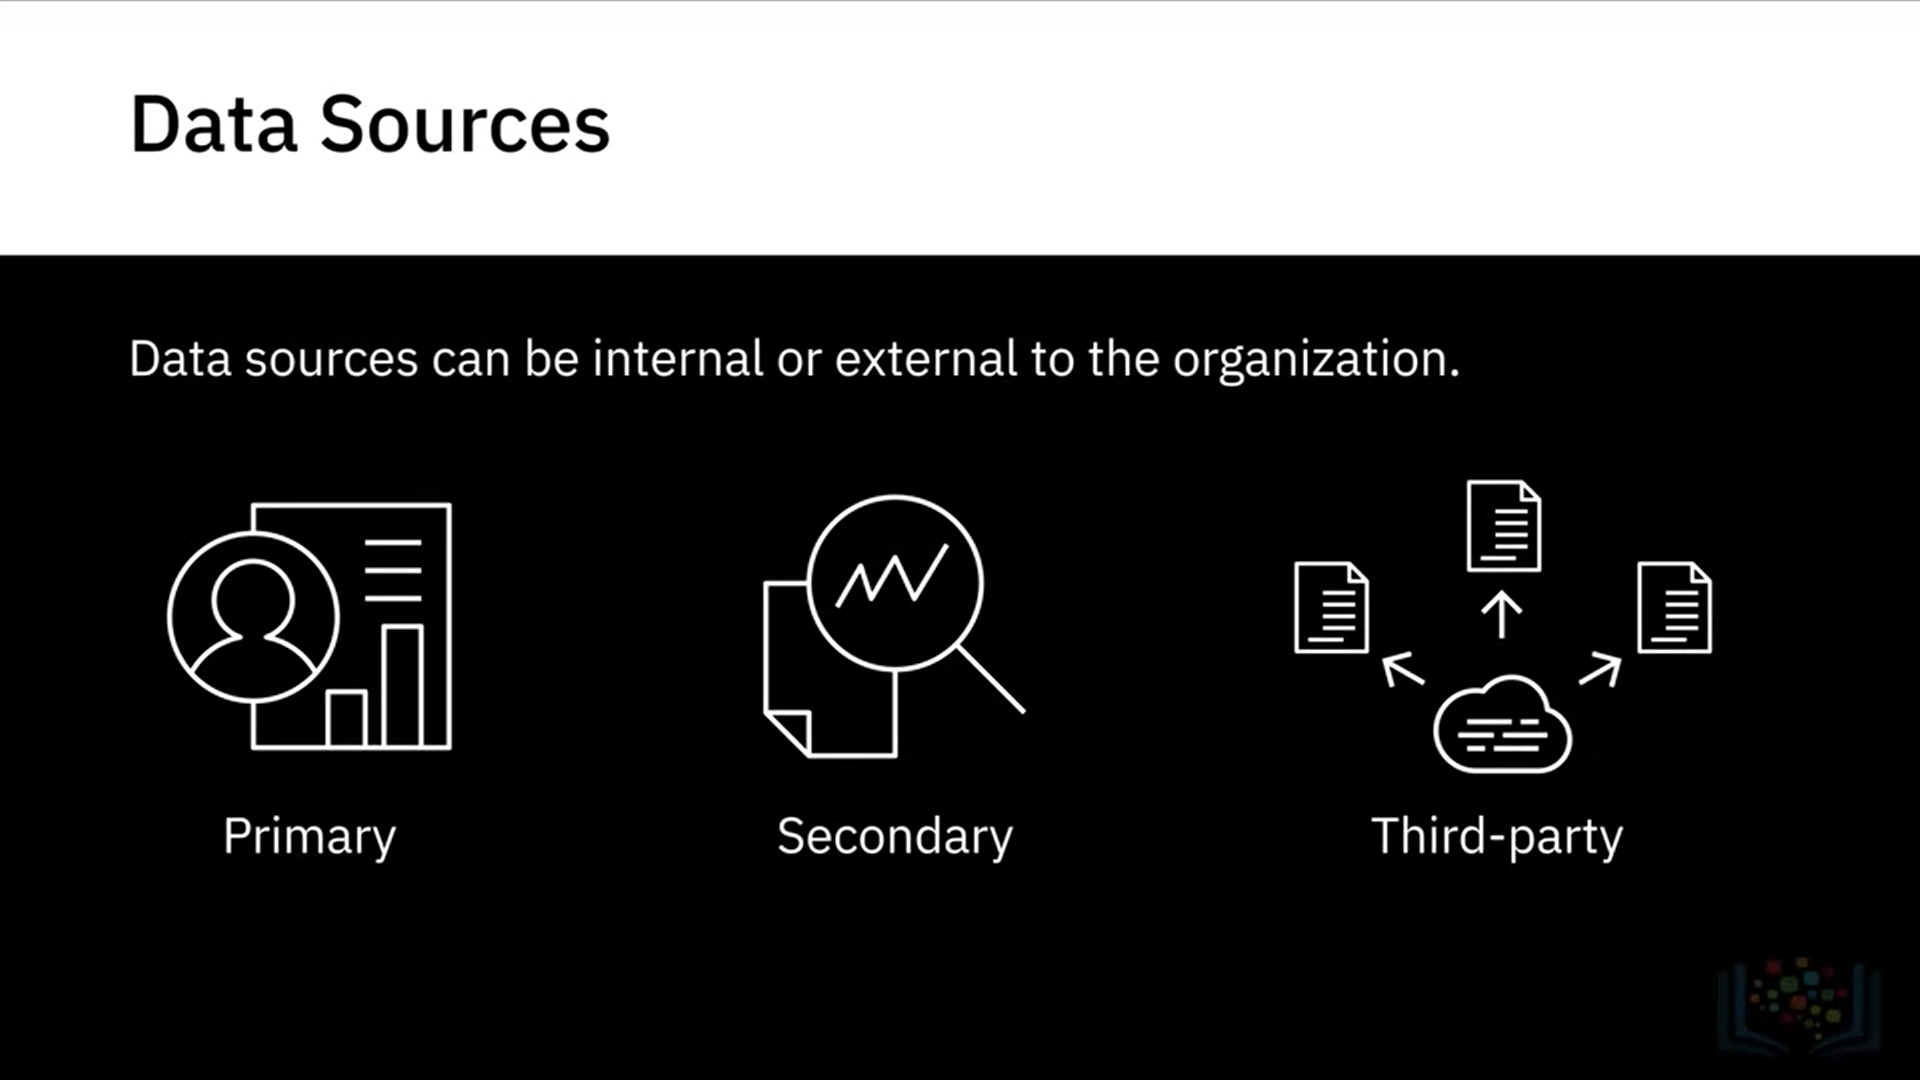 Data Sources
Data sources can be internal or external to the organization.
Primary
Secondary
Third-party